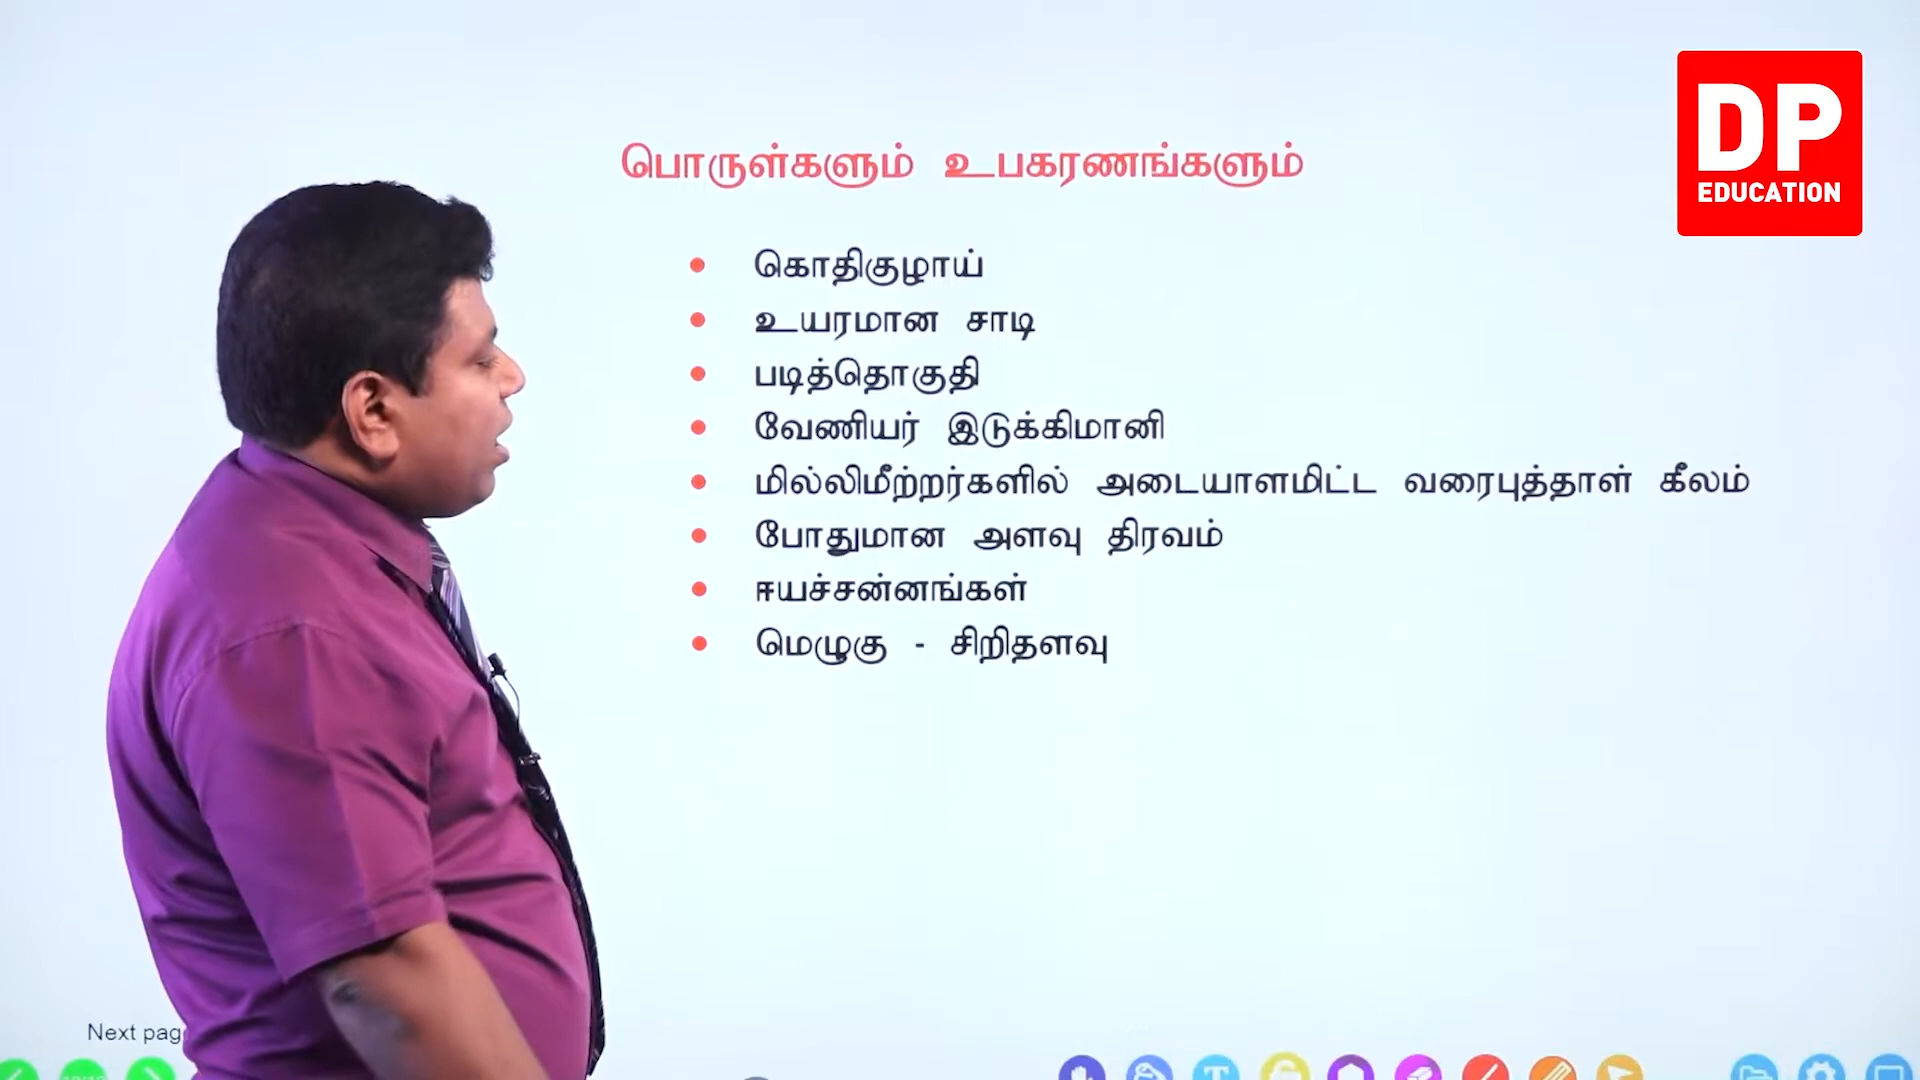 DP
EDUCATION
பொருள்களும் உபகரணங்களும்
• கொதிகுழாய்
• உயரமான சாடி
• படித்தொகுதி
• வேணியர் இடுக்கிமானி
• மில்லிமீற்றர்களில் அடையாளமிட்ட வரைபுத்தாள் கீலம்
• போதுமான அளவு திரவம்
• ஈயச்சன்னங்கள்
• மெழுகு - சிறிதளவு
Next pag